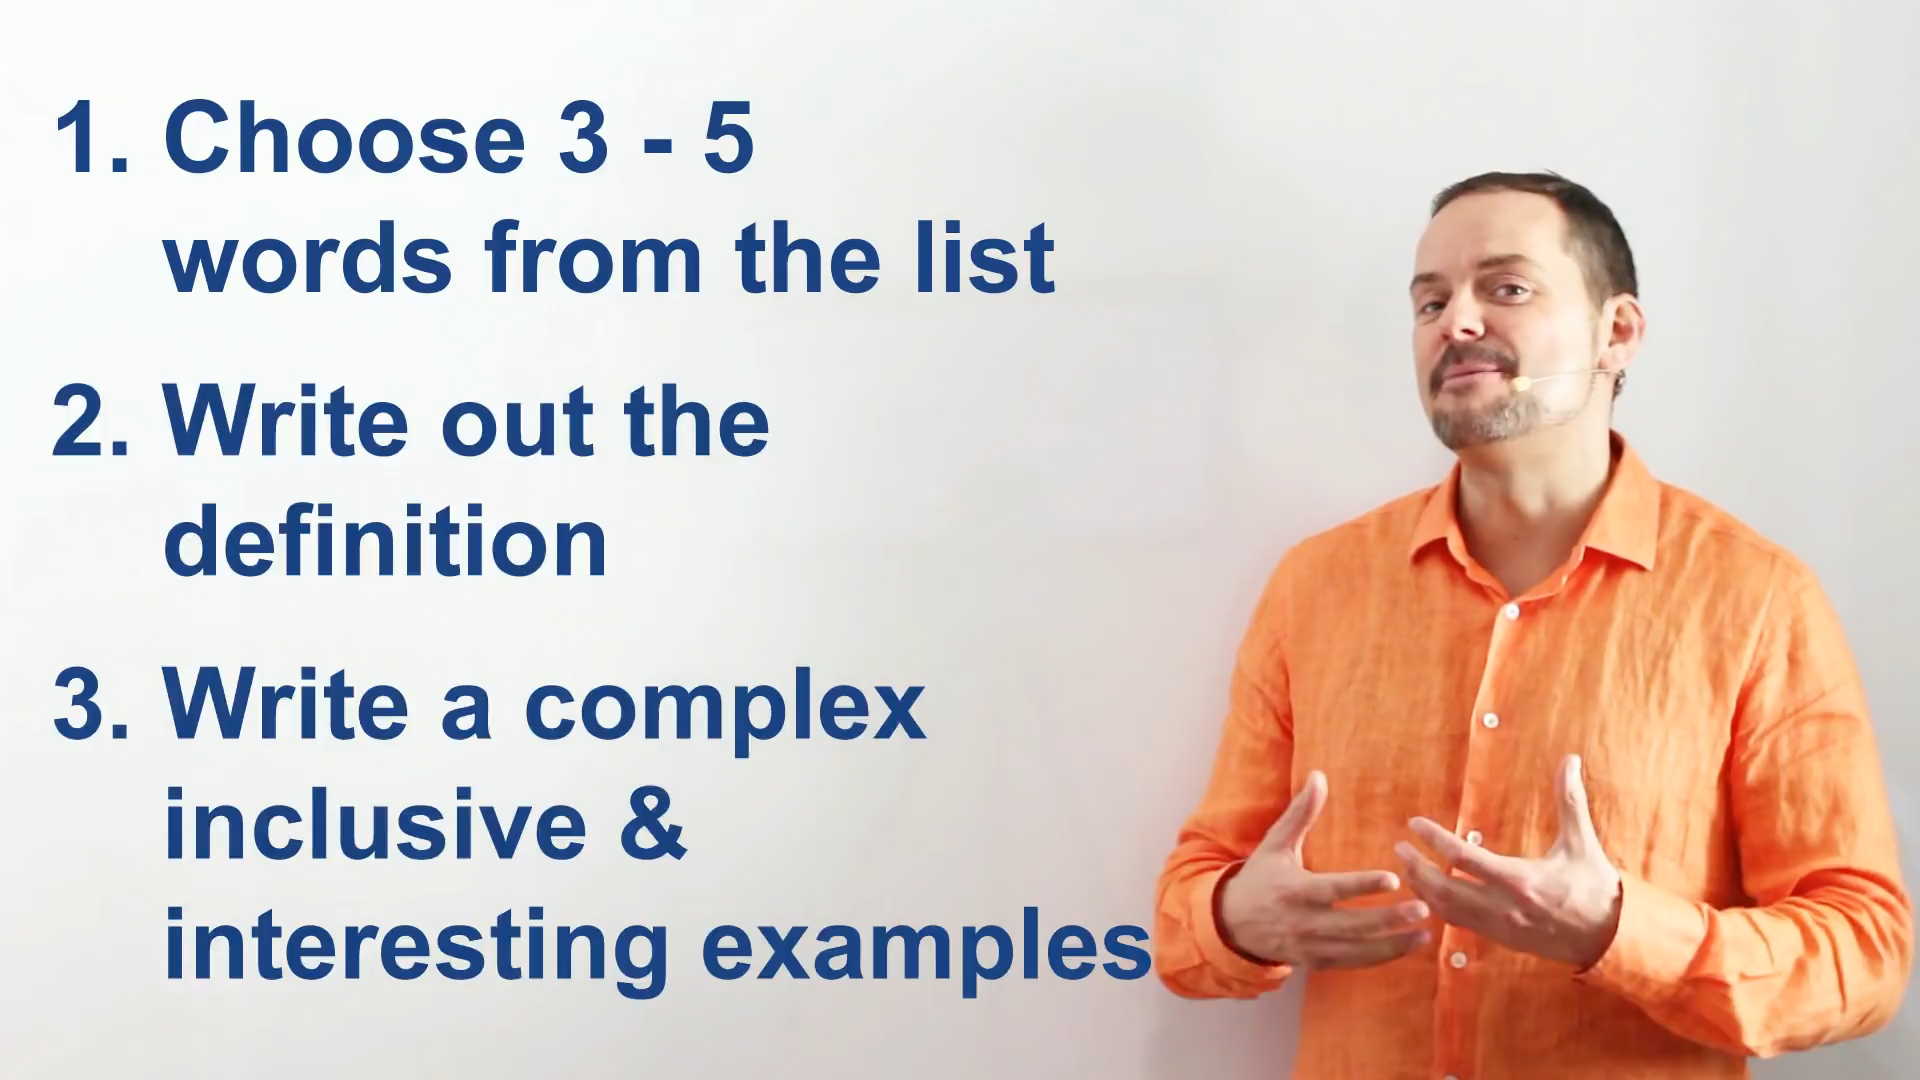 1. Choose 3 - 5
words from the list
2. Write out the
definition
3. Write a complex
inclusive &
interesting examples